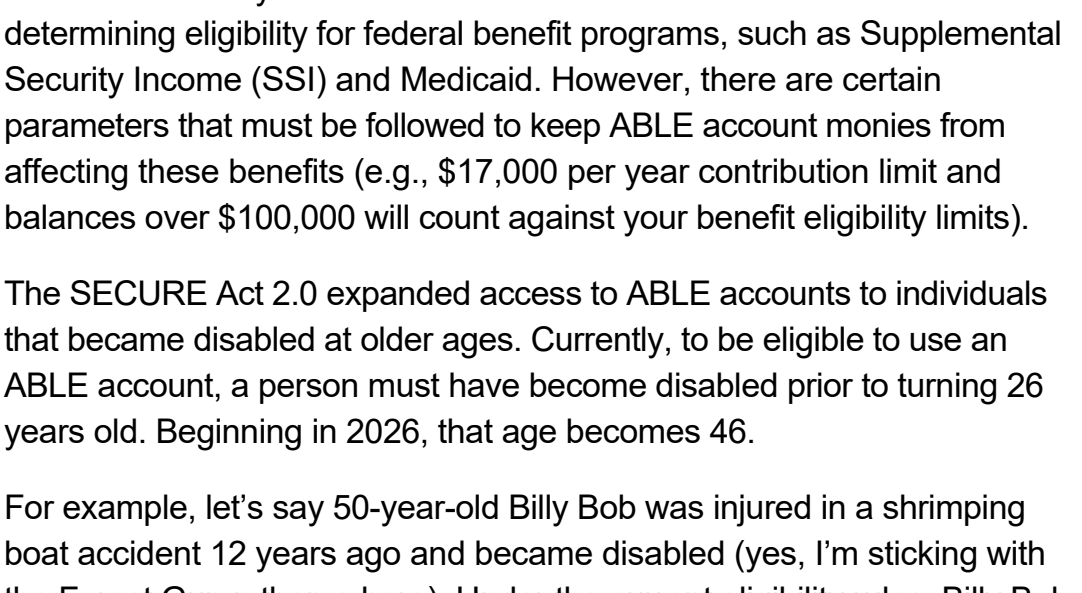 determining eligibility for federal benefit programs, such as Supplemental
Security Income (SSI) and Medicaid. However, there are certain
parameters that must be followed to keep ABLE account monies from
affecting these benefits (e.g., $17,000 per year contribution limit and
balances over $100,000 will count against your benefit eligibility limits).
The SECURE Act 2.0 expanded access to ABLE accounts to individuals
that became disabled at older ages. Currently, to be eligible to use an
ABLE account, a person must have become disabled prior to turning 26
years old. Beginning in 2026, that age becomes 46.
For example, let’s say 50-year-old Billy Bob was injured in a shrimping
boat accident 12 years ago and became disabled (yes, I’m sticking with